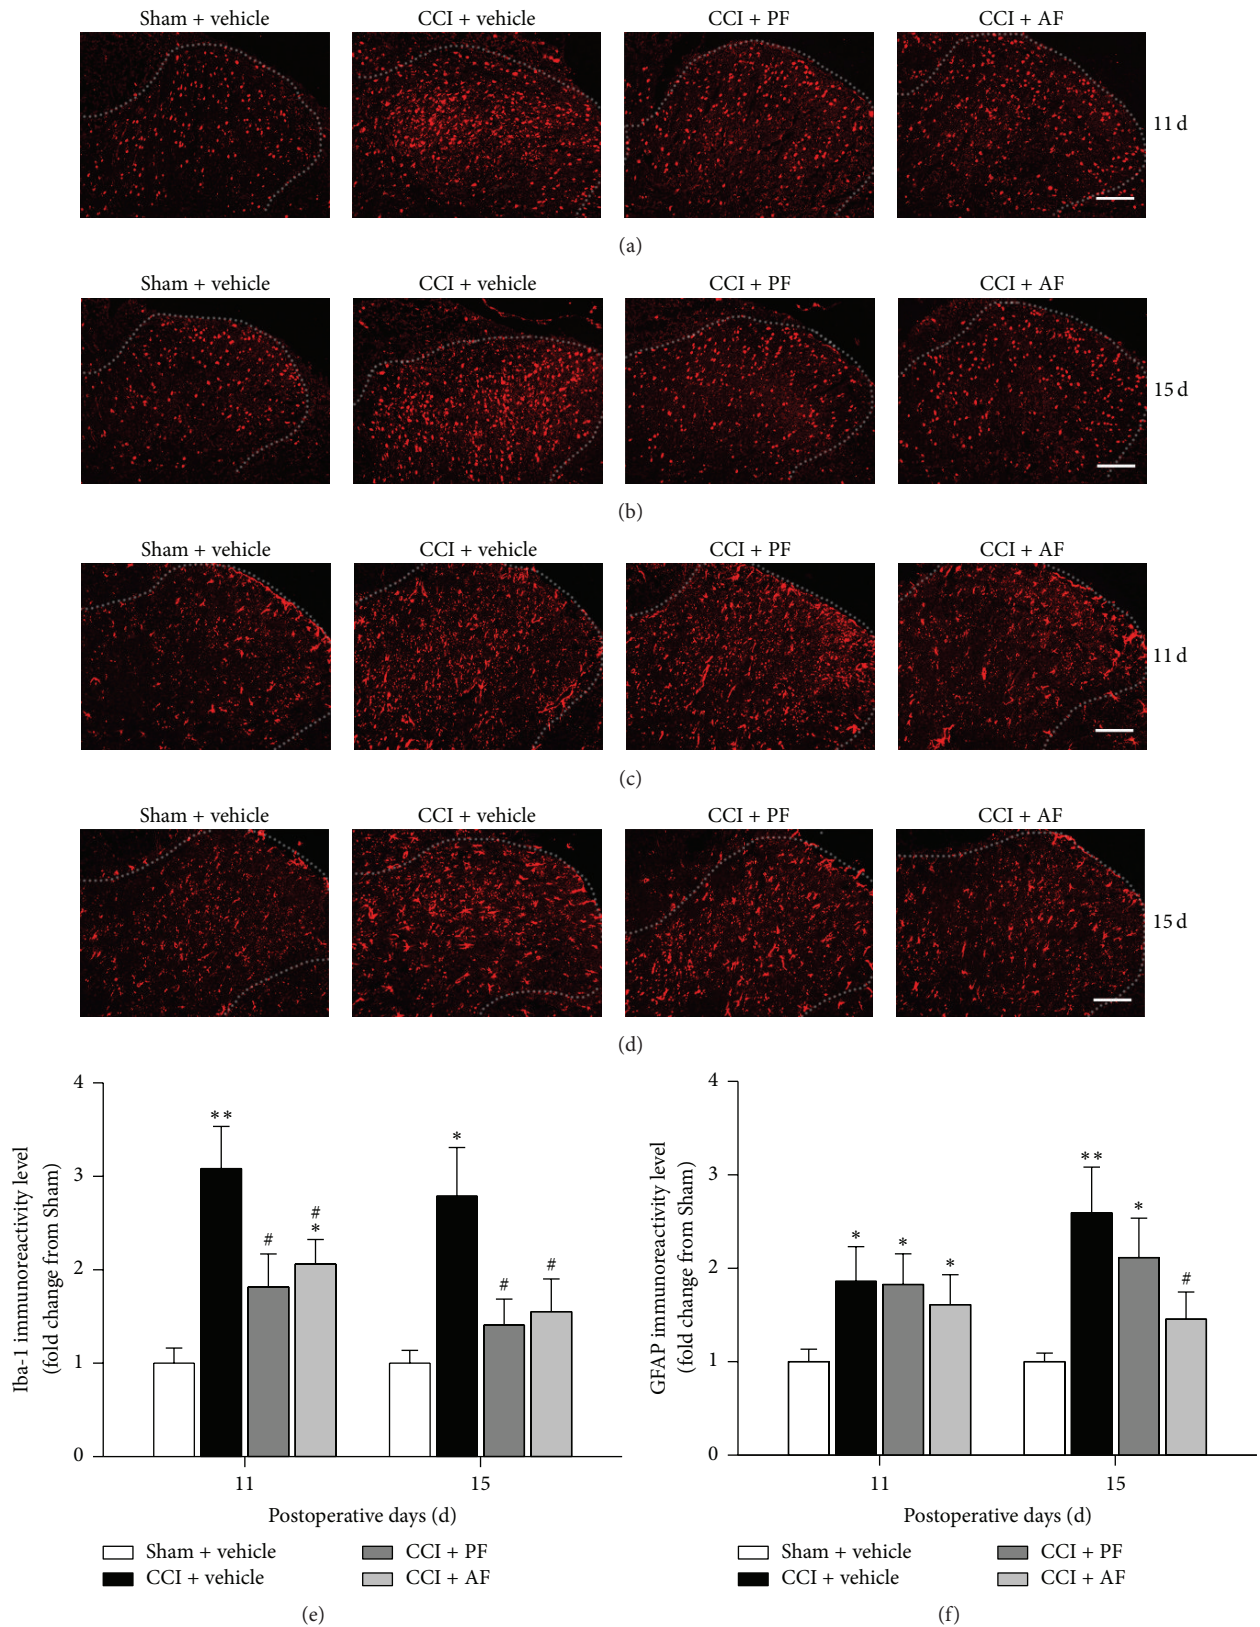 Sham + vehicle CCI + vehicle CCI + PF CCI + AF
11 d
(a)
Sham + vehicle CCI + vehicle CCI + PF CCI + AF
15 d
(b)
Sham + vehicle CCI + vehicle CCI + PF CCI + AF
11 d
(c)
Sham + vehicle CCI + vehicle CCI + PF CCI + AF
15 d
(d)
Iba-1 immunoreactivity level
(fold change from Sham)
4
3
2
1
0
**
#
#
*
*
#
#
11 15
Postoperative days (d)
Sham + vehicle CCI + PF
CCI + vehicle CCI + AF
(e)
GFAP immunoreactivity level
(fold change from Sham)
4
3
2
1
0
*
*
*
**
*
#
11 15
Postoperative days (d)
Sham + vehicle CCI + PF
CCI + vehicle CCI + AF
(f)